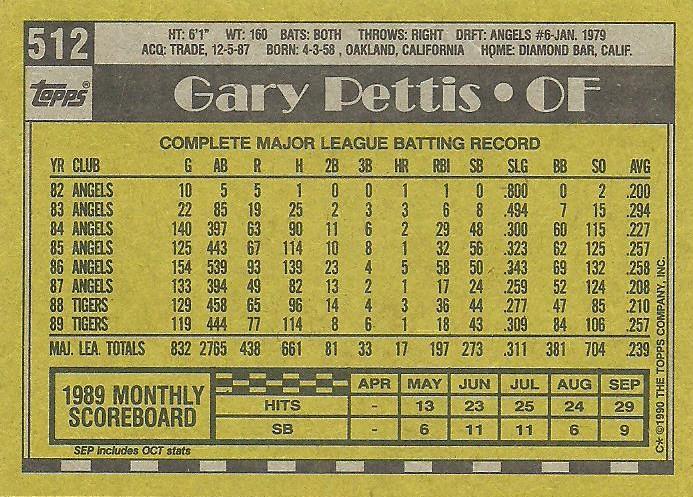 512
HT: 6'1" WT: 160 BATS: BOTH THROWS: RIGHT DRFT: ANGELS #6-JAN. 1979
ACQ: TRADE, 12-5-87 BORN: 4-3-58 , OAKLAND, CALIFORNIA HOME: DIAMOND BAR, CALIF.
Topps®
Gary Pettis • OF
COMPLETE MAJOR LEAGUE BATTING RECORD
YR CLUB G AB R H 2B 3B HR RBI SB SLG BB SO AVG
82 ANGELS 10 5 5 1 0 0 1 1 0 .800 0 2 .200
83 ANGELS 22 85 19 25 2 3 3 6 8 .494 7 15 .294
84 ANGELS 140 397 63 90 11 6 2 29 48 .300 60 115 .227
85 ANGELS 125 443 67 114 10 8 1 32 56 .323 62 125 .257
86 ANGELS 154 539 93 139 23 4 5 58 50 .343 69 132 .258
87 ANGELS 133 394 49 82 13 2 1 17 24 .259 52 124 .208
88 TIGERS 129 458 65 96 14 4 3 36 44 .277 47 85 .210
89 TIGERS 119 444 77 114 8 6 1 18 43 .309 84 106 .257
MAJ. LEA. TOTALS 832 2765 438 661 81 33 17 197 273 .311 381 704 .239
1989 MONTHLY
SCOREBOARD
APR MAY JUN JUL AUG SEP
HITS - 13 23 25 24 29
SB - 6 11 11 6 9
SEP includes OCT stats
C* ©1990 THE TOPPS COMPANY, INC.